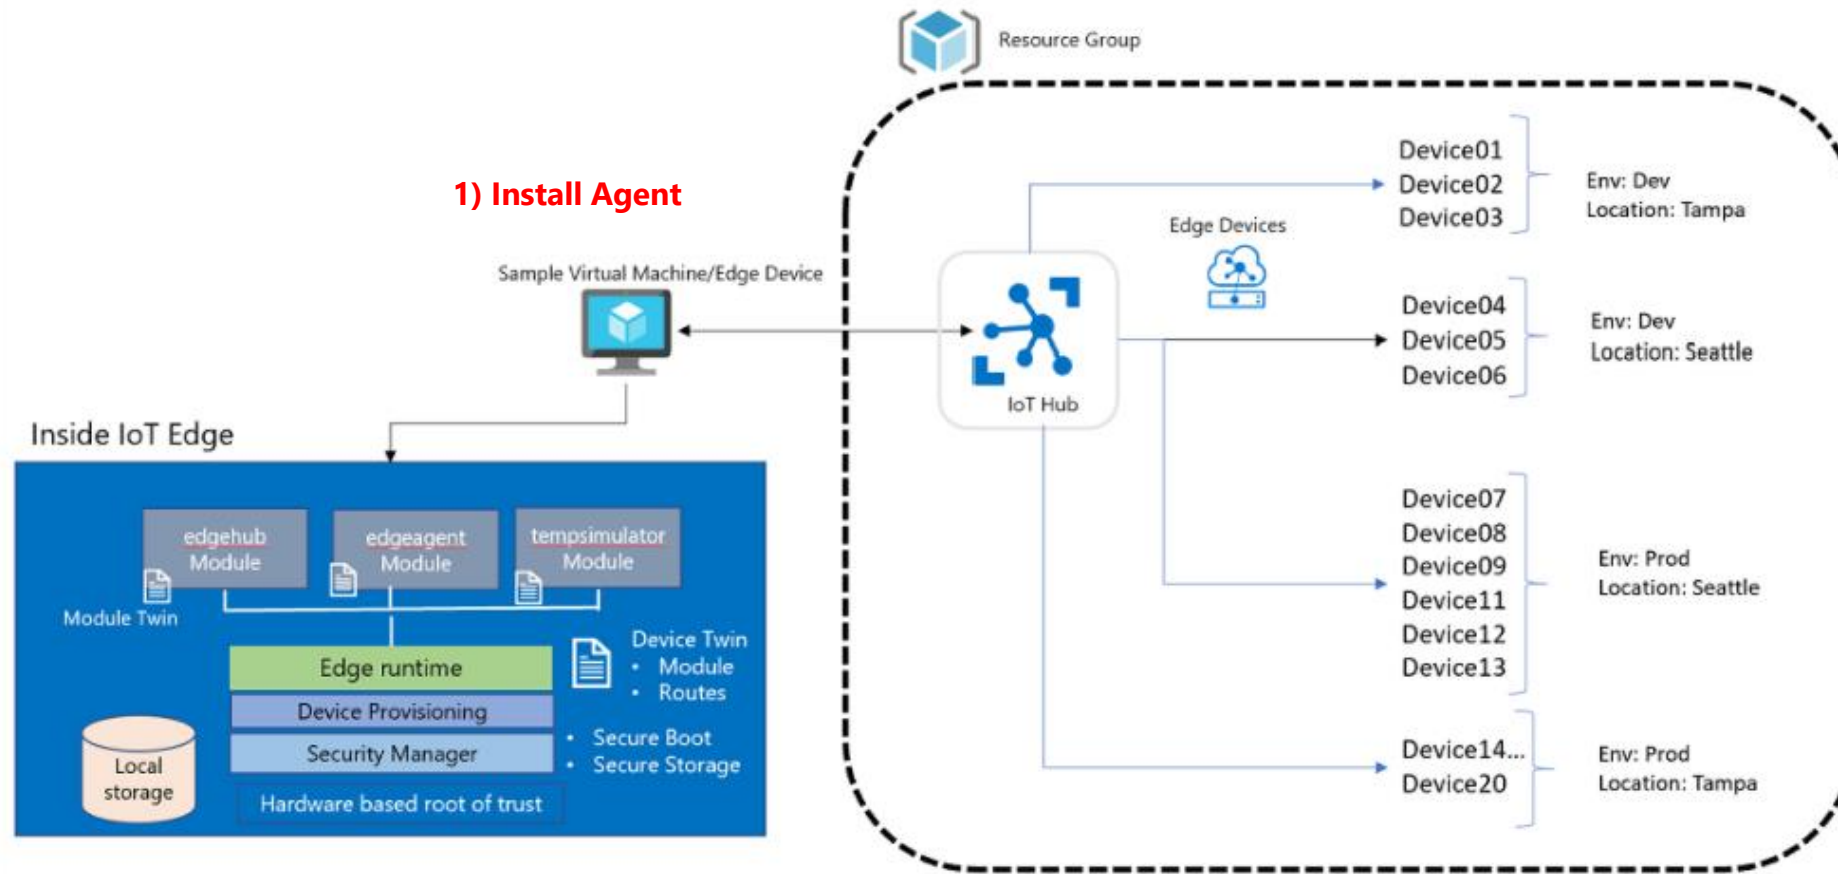 Resource Group
1) Install Agent
Sample Virtual Machine/Edge Device
Inside IoT Edge
edgehub
Module
edgeagent
Module
tempsimulator
Module
Module Twin
Device Twin
• Module
• Routes
Edge runtime
Device Provisioning
Security Manager
• Secure Boot
• Secure Storage
Local
storage
Hardware based root of trust
IoT Hub
Edge Devices
Device01
Device02
Device03
Env: Dev
Location: Tampa
Device04
Device05
Device06
Env: Dev
Location: Seattle
Device07
Device08
Device09
Device11
Device12
Device13
Env: Prod
Location: Seattle
Device14...
Device20
Env: Prod
Location: Tampa